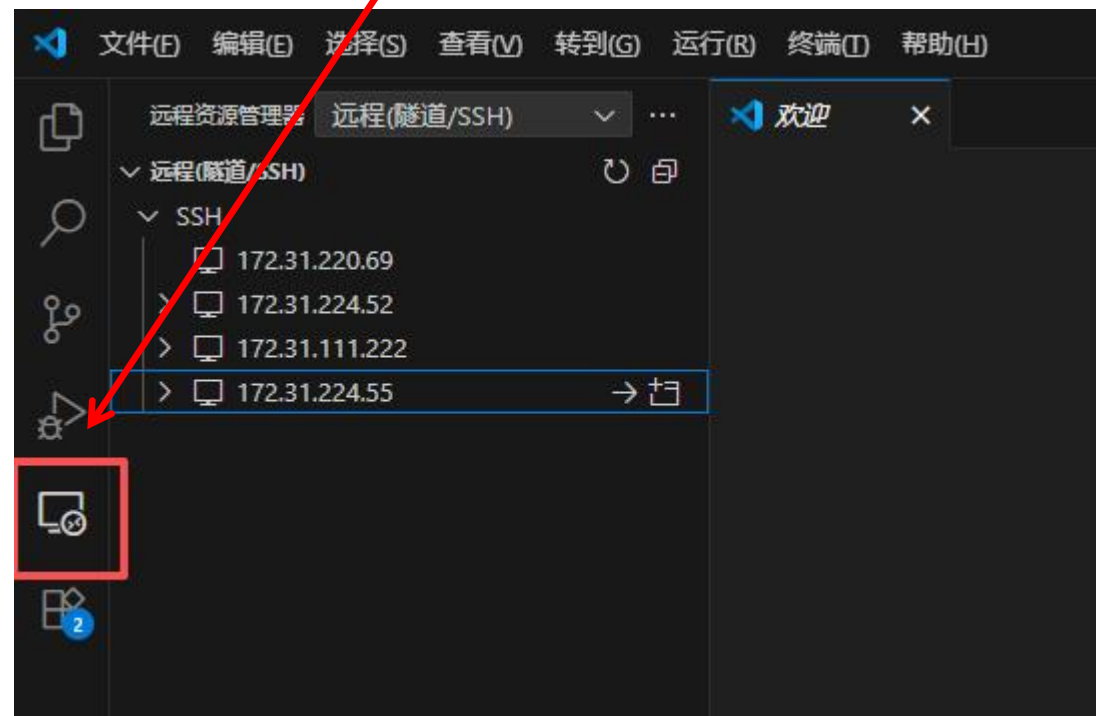 文件(F) 编辑(E) 选择(S) 查看(V) 转到(G) 运行(R) 终端(T) 帮助(H)
远程资源管理器 远程(隧道/SSH) ··· 欢迎
远程(隧道/SSH)
SSH
172.31.220.69
172.31.224.52
172.31.111.222
172.31.224.55
2